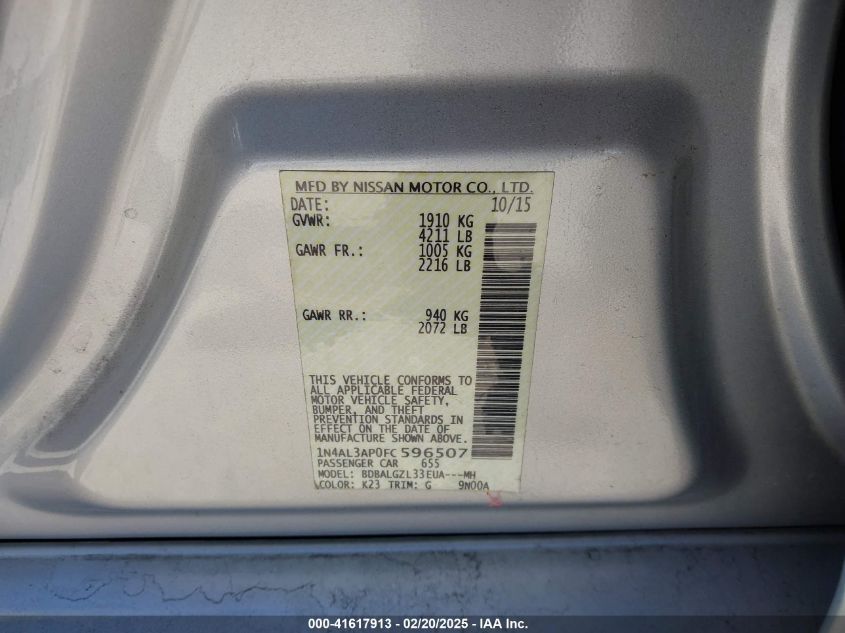 MFD BY NISSAN MOTOR CO., LTD.
DATE: 10/15
GVWR: 1910 KG
4211 LB
GAWR FR.: 1005 KG
2216 LB
GAWR RR.: 940 KG
2072 LB
THIS VEHICLE CONFORMS TO
ALL APPLICABLE FEDERAL
MOTOR VEHICLE SAFETY,
BUMPER, AND THEFT
PREVENTION STANDARDS IN
EFFECT ON THE DATE OF
MANUFACTURE SHOWN ABOVE.
1N4AL3AP0FC596507
PASSENGER CAR 655
MODEL: BDBALGZL33EUA---MH
COLOR: K23 TRIM: G 9N00A
000-41617913 - 02/20/2025 - IAA Inc.